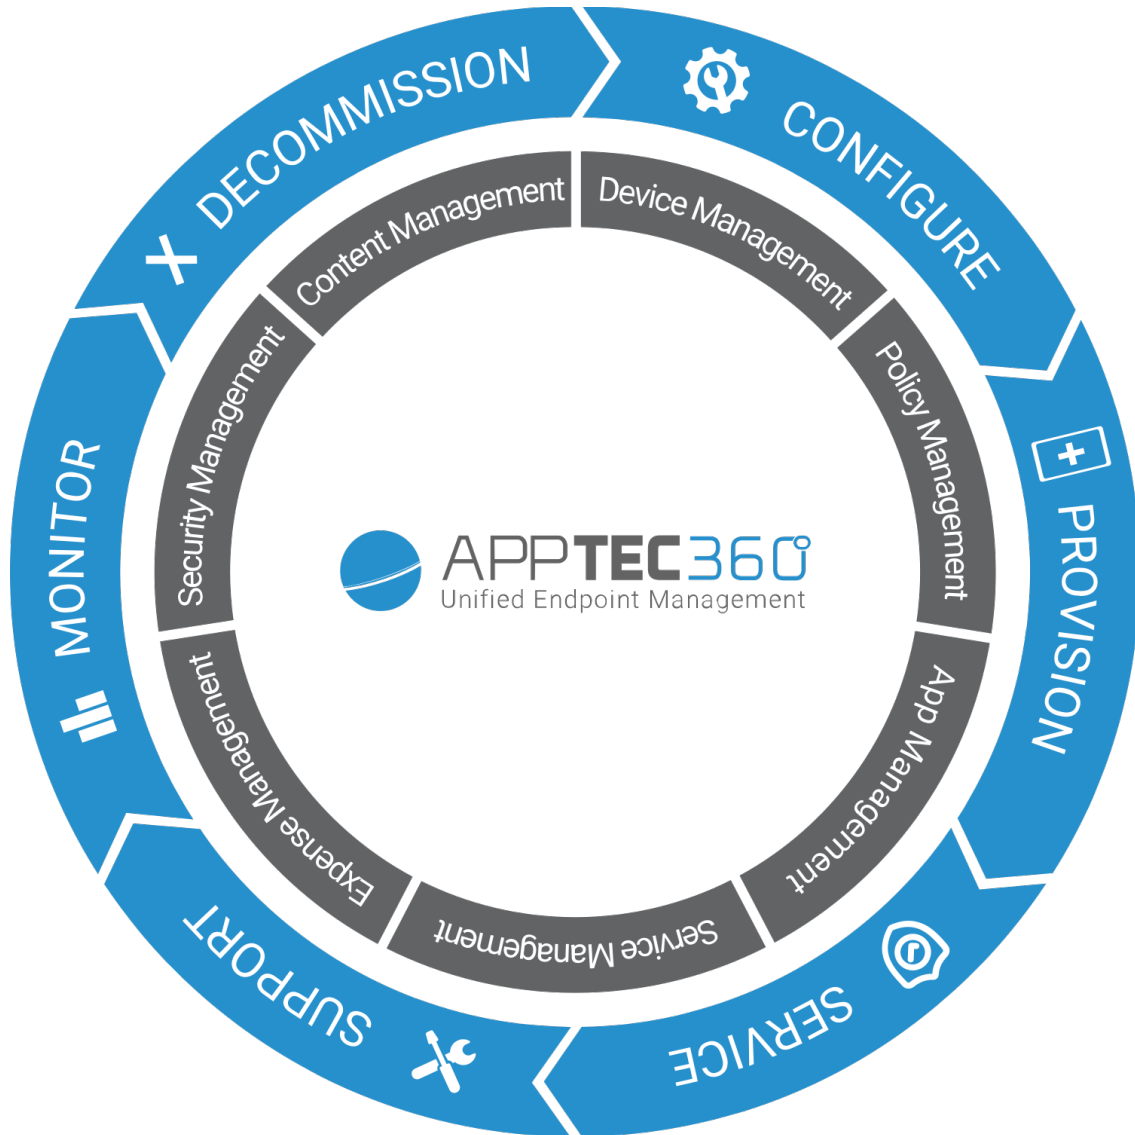 CONFIGURE
PROVISION
SERVICE
SUPPORT
MONITOR
DECOMMISSION
Device Management
Policy Management
App Management
Service Management
Expense Management
Security Management
Content Management
APPTEC360°
Unified Endpoint Management